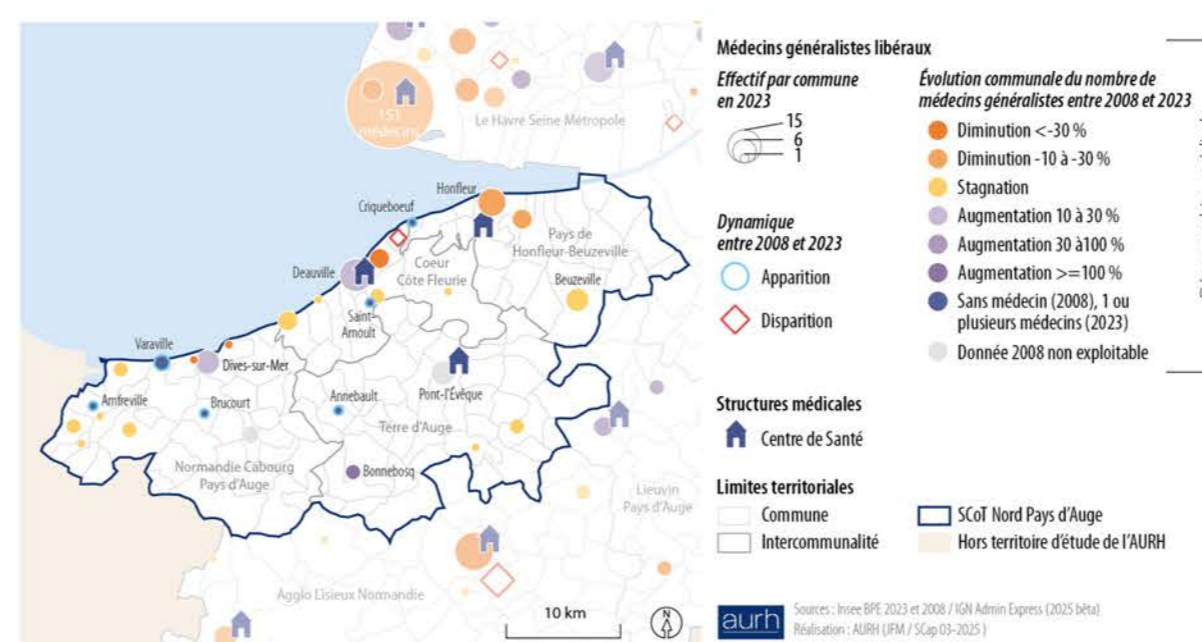 151
médecins
Le Havre Seine Métropole
Honfleur
Criqueboeuf
Pays de
Honfleur-Beuzeville
Coeur
Côte Fleurie
Deauville
Beuzeville
Saint-
Arnoult
Varaville
Dives-sur-Mer
Pont-l'Évêque
Amfreville
Brucourt
Annebault
Terre d'Auge
Normandie Cabourg
Pays d'Auge
Bonnebosq
Lieuvin
Pays d'Auge
Agglo Lisieux Normandie
10 km
N
Médecins généralistes libéraux
Effectif par commune
en 2023
15
6
1
Dynamique
entre 2008 et 2023
Apparition
Disparition
Évolution communale du nombre de
médecins généralistes entre 2008 et 2023
Diminution <-30 %
Diminution -10 à -30 %
Stagnation
Augmentation 10 à 30 %
Augmentation 30 à100 %
Augmentation >=100 %
Sans médecin (2008), 1 ou
plusieurs médecins (2023)
Donnée 2008 non exploitable
Structures médicales
Centre de Santé
Limites territoriales
Commune
Intercommunalité
SCoT Nord Pays d'Auge
Hors territoire d'étude de l'AURH
aurh
Sources : Insee BPE 2023 et 2008 / IGN Admin Express (2025 bêta)
Réalisation : AURH (JFM / SCap 03-2025 )